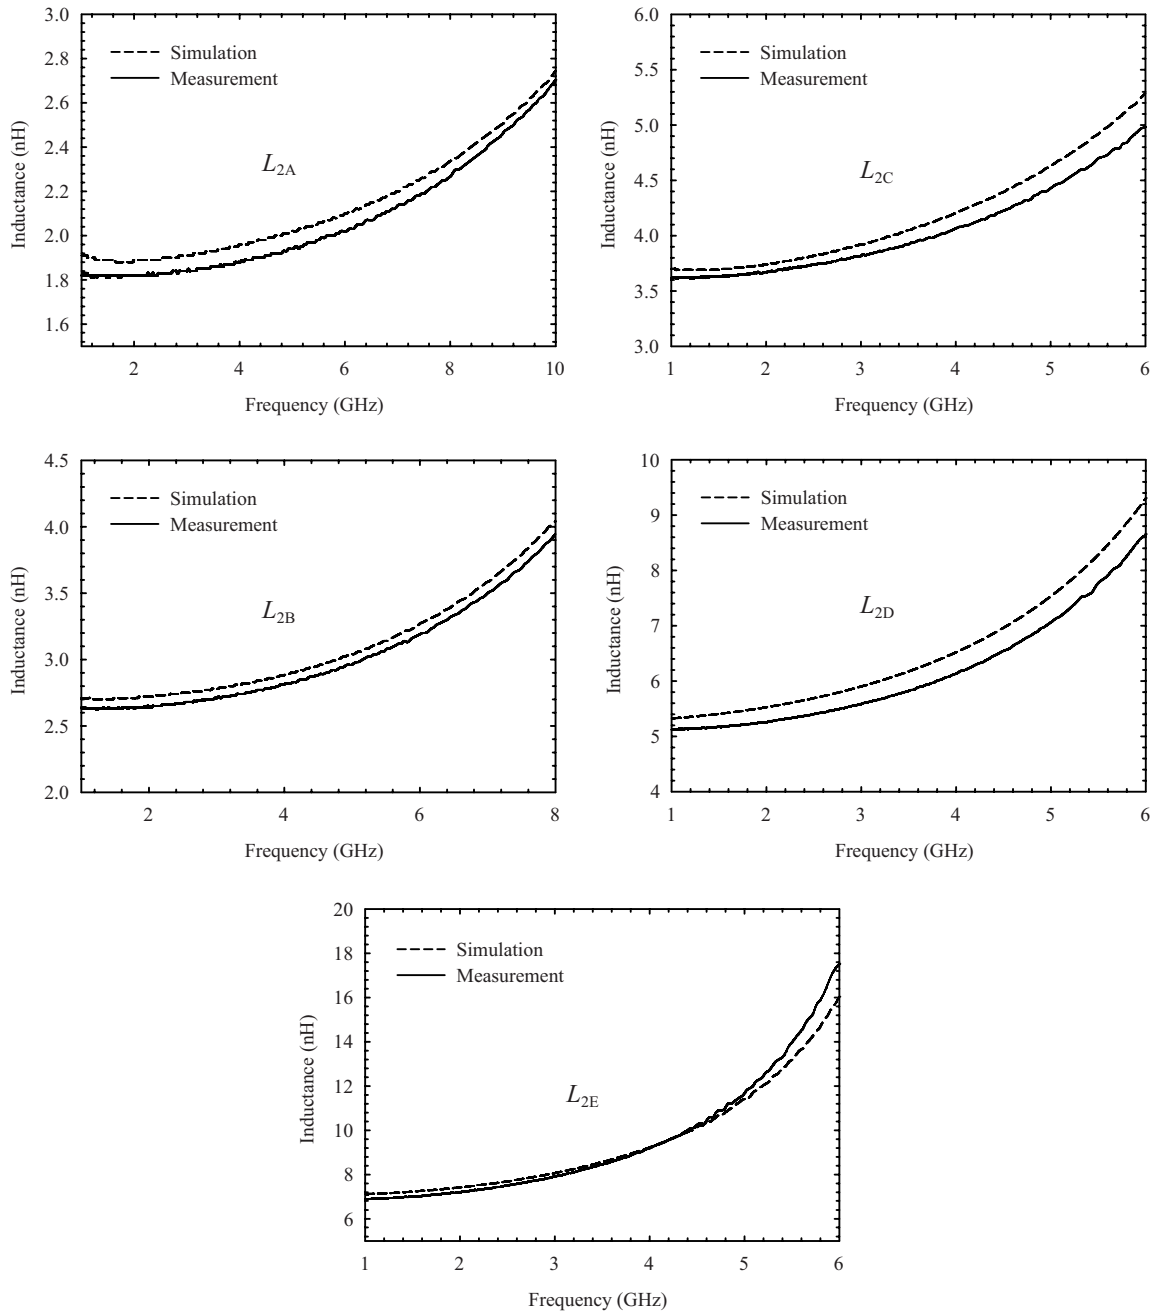 3.0
2.8
2.6
2.4
2.2
2.0
1.8
1.6
Inductance (nH)
Simulation
Measurement
L2A
2 4 6 8 10
Frequency (GHz)
6.0
5.5
5.0
4.5
4.0
3.5
3.0
Inductance (nH)
Simulation
Measurement
L2C
1 2 3 4 5 6
Frequency (GHz)
4.5
4.0
3.5
3.0
2.5
2.0
Inductance (nH)
Simulation
Measurement
L2B
2 4 6 8
Frequency (GHz)
10
9
8
7
6
5
4
Inductance (nH)
Simulation
Measurement
L2D
1 2 3 4 5 6
Frequency (GHz)
20
18
16
14
12
10
8
6
Inductance (nH)
Simulation
Measurement
L2E
1 2 3 4 5 6
Frequency (GHz)